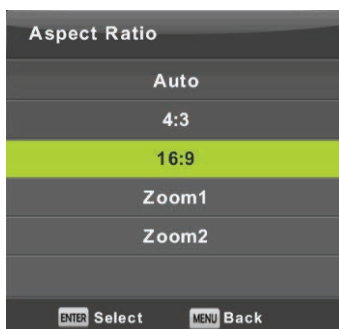 Aspect Ratio
Auto
4:3
16:9
Zoom1
Zoom2
ENTER Select MENU Back